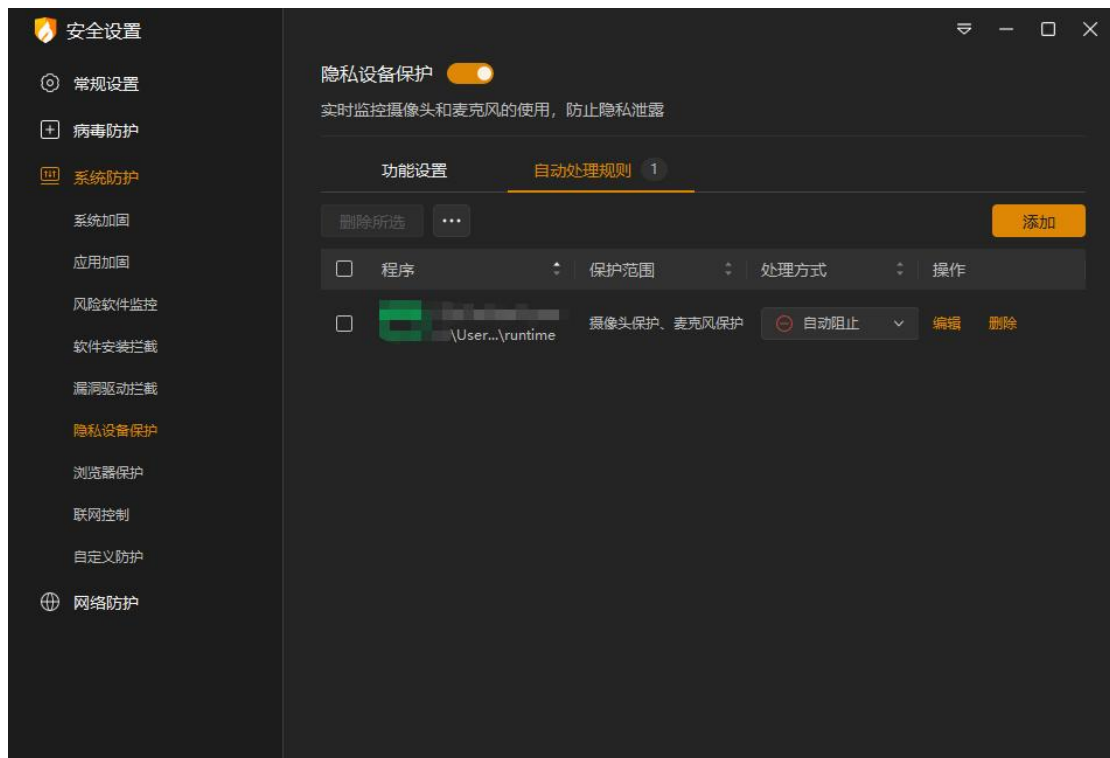 安全设置
常规设置
病毒防护
系统防护
系统加固
应用加固
风险软件监控
软件安装拦截
漏洞驱动拦截
隐私设备保护
浏览器保护
联网控制
自定义防护
网络防护
隐私设备保护
实时监控摄像头和麦克风的使用，防止隐私泄露
功能设置 自动处理规则 1
删除所选 ··· 添加
程序 保护范围 处理方式 操作
\User...\runtime 摄像头保护、麦克风保护 自动阻止 编辑 删除